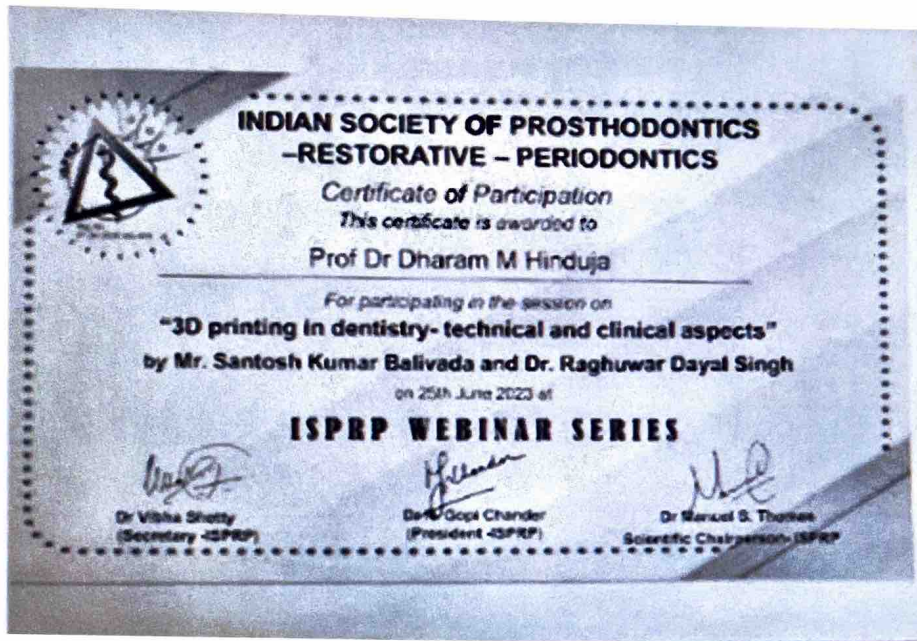 INDIAN SOCIETY OF PROSTHODONTICS
–RESTORATIVE – PERIODONTICS
Certificate of Participation
This certificate is awarded to
Prof Dr Dharam M Hinduja
For participating in the session on
"3D printing in dentistry- technical and clinical aspects"
by Mr. Santosh Kumar Balivada and Dr. Raghuwar Dayal Singh
on 25th June 2023 at
ISPRP WEBINAR SERIES
Dr Vibha Shetty
Gopi Chander
Dr Manuel S. Thomas
(Secretary -ISPRP)
(President -ISPRP)
Scientific Chairperson- ISPRP